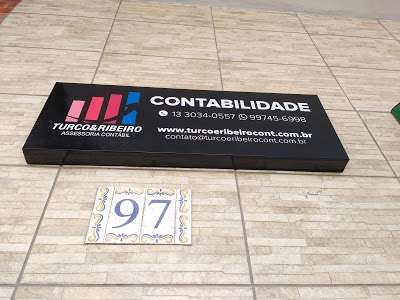 CONTABILIDADE
13 3034-0557 99745-6998
TURCO&RIBEIRO
ASSESSORIA CONTÁBIL
www.turcoeribeirocont.com.br
contato@turcoeribeirocont.com.br
97